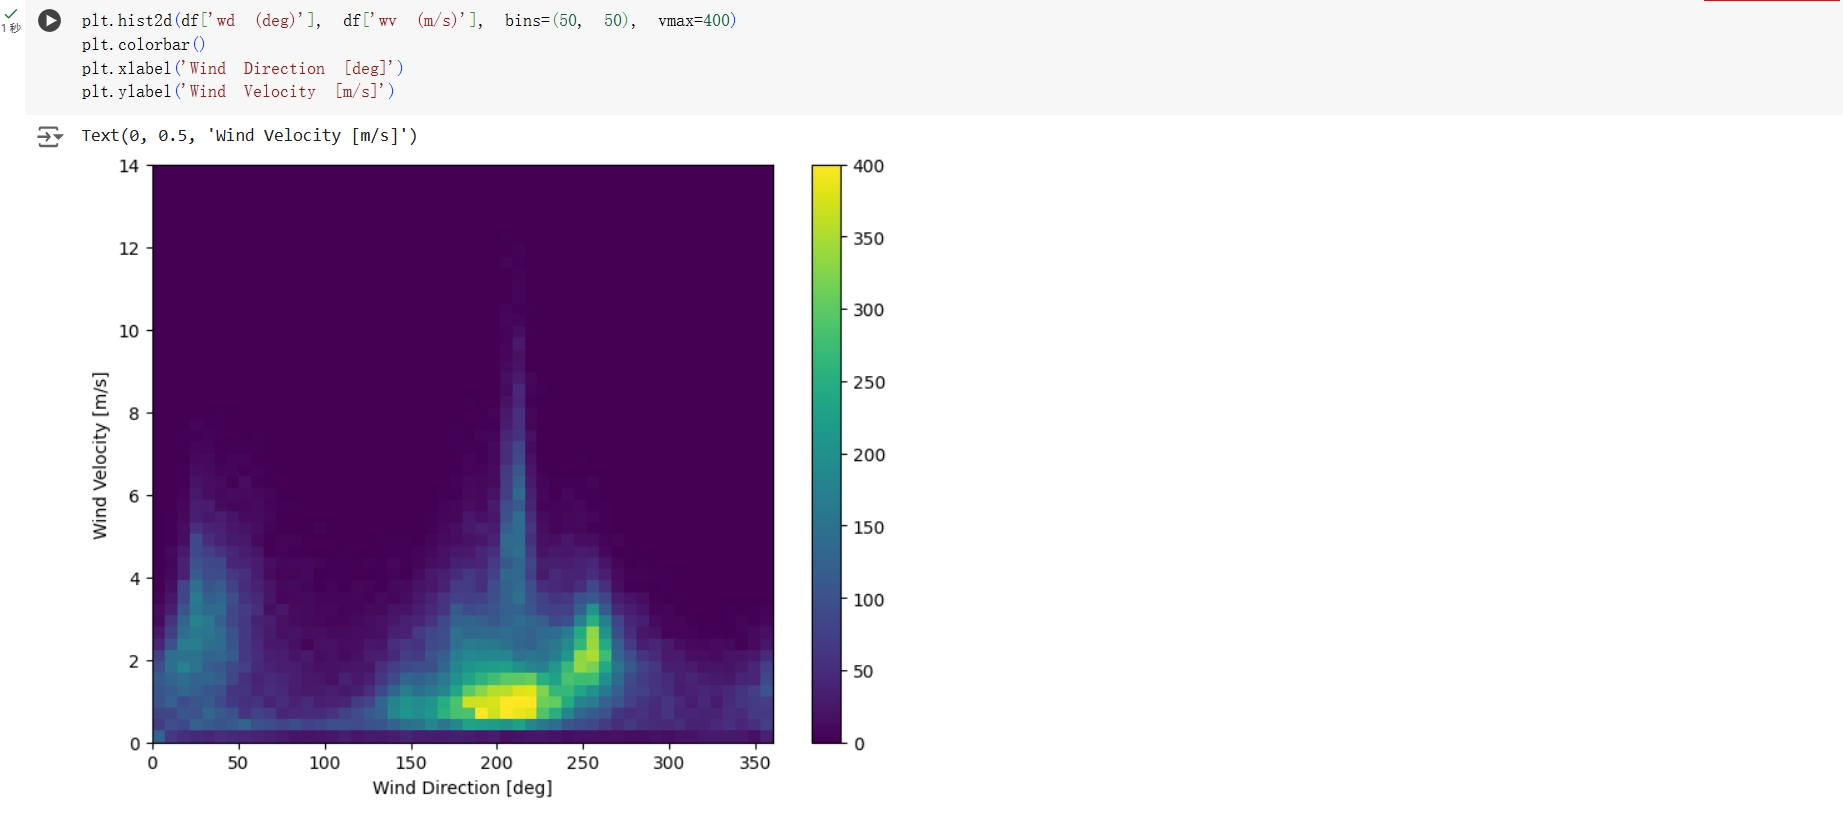 plt.hist2d(df['wd (deg)'], df['wv (m/s)'], bins=(50, 50), vmax=400)
plt.colorbar()
plt.xlabel('Wind Direction [deg]')
plt.ylabel('Wind Velocity [m/s]')
1 秒
Text(0, 0.5, 'Wind Velocity [m/s]')
14
12
10
8
6
4
2
0
Wind Velocity [m/s]
0 50 100 150 200 250 300 350
Wind Direction [deg]
400
350
300
250
200
150
100
50
0